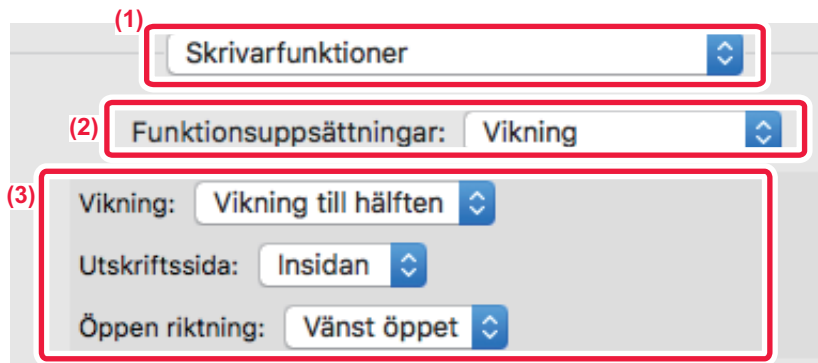 (1)
Skrivarfunktioner
(2)
Funktionsuppsättningar: Vikning
(3)
Vikning: Vikning till hälften
Utskriftssida: Insidan
Öppen riktning: Vänst öppet